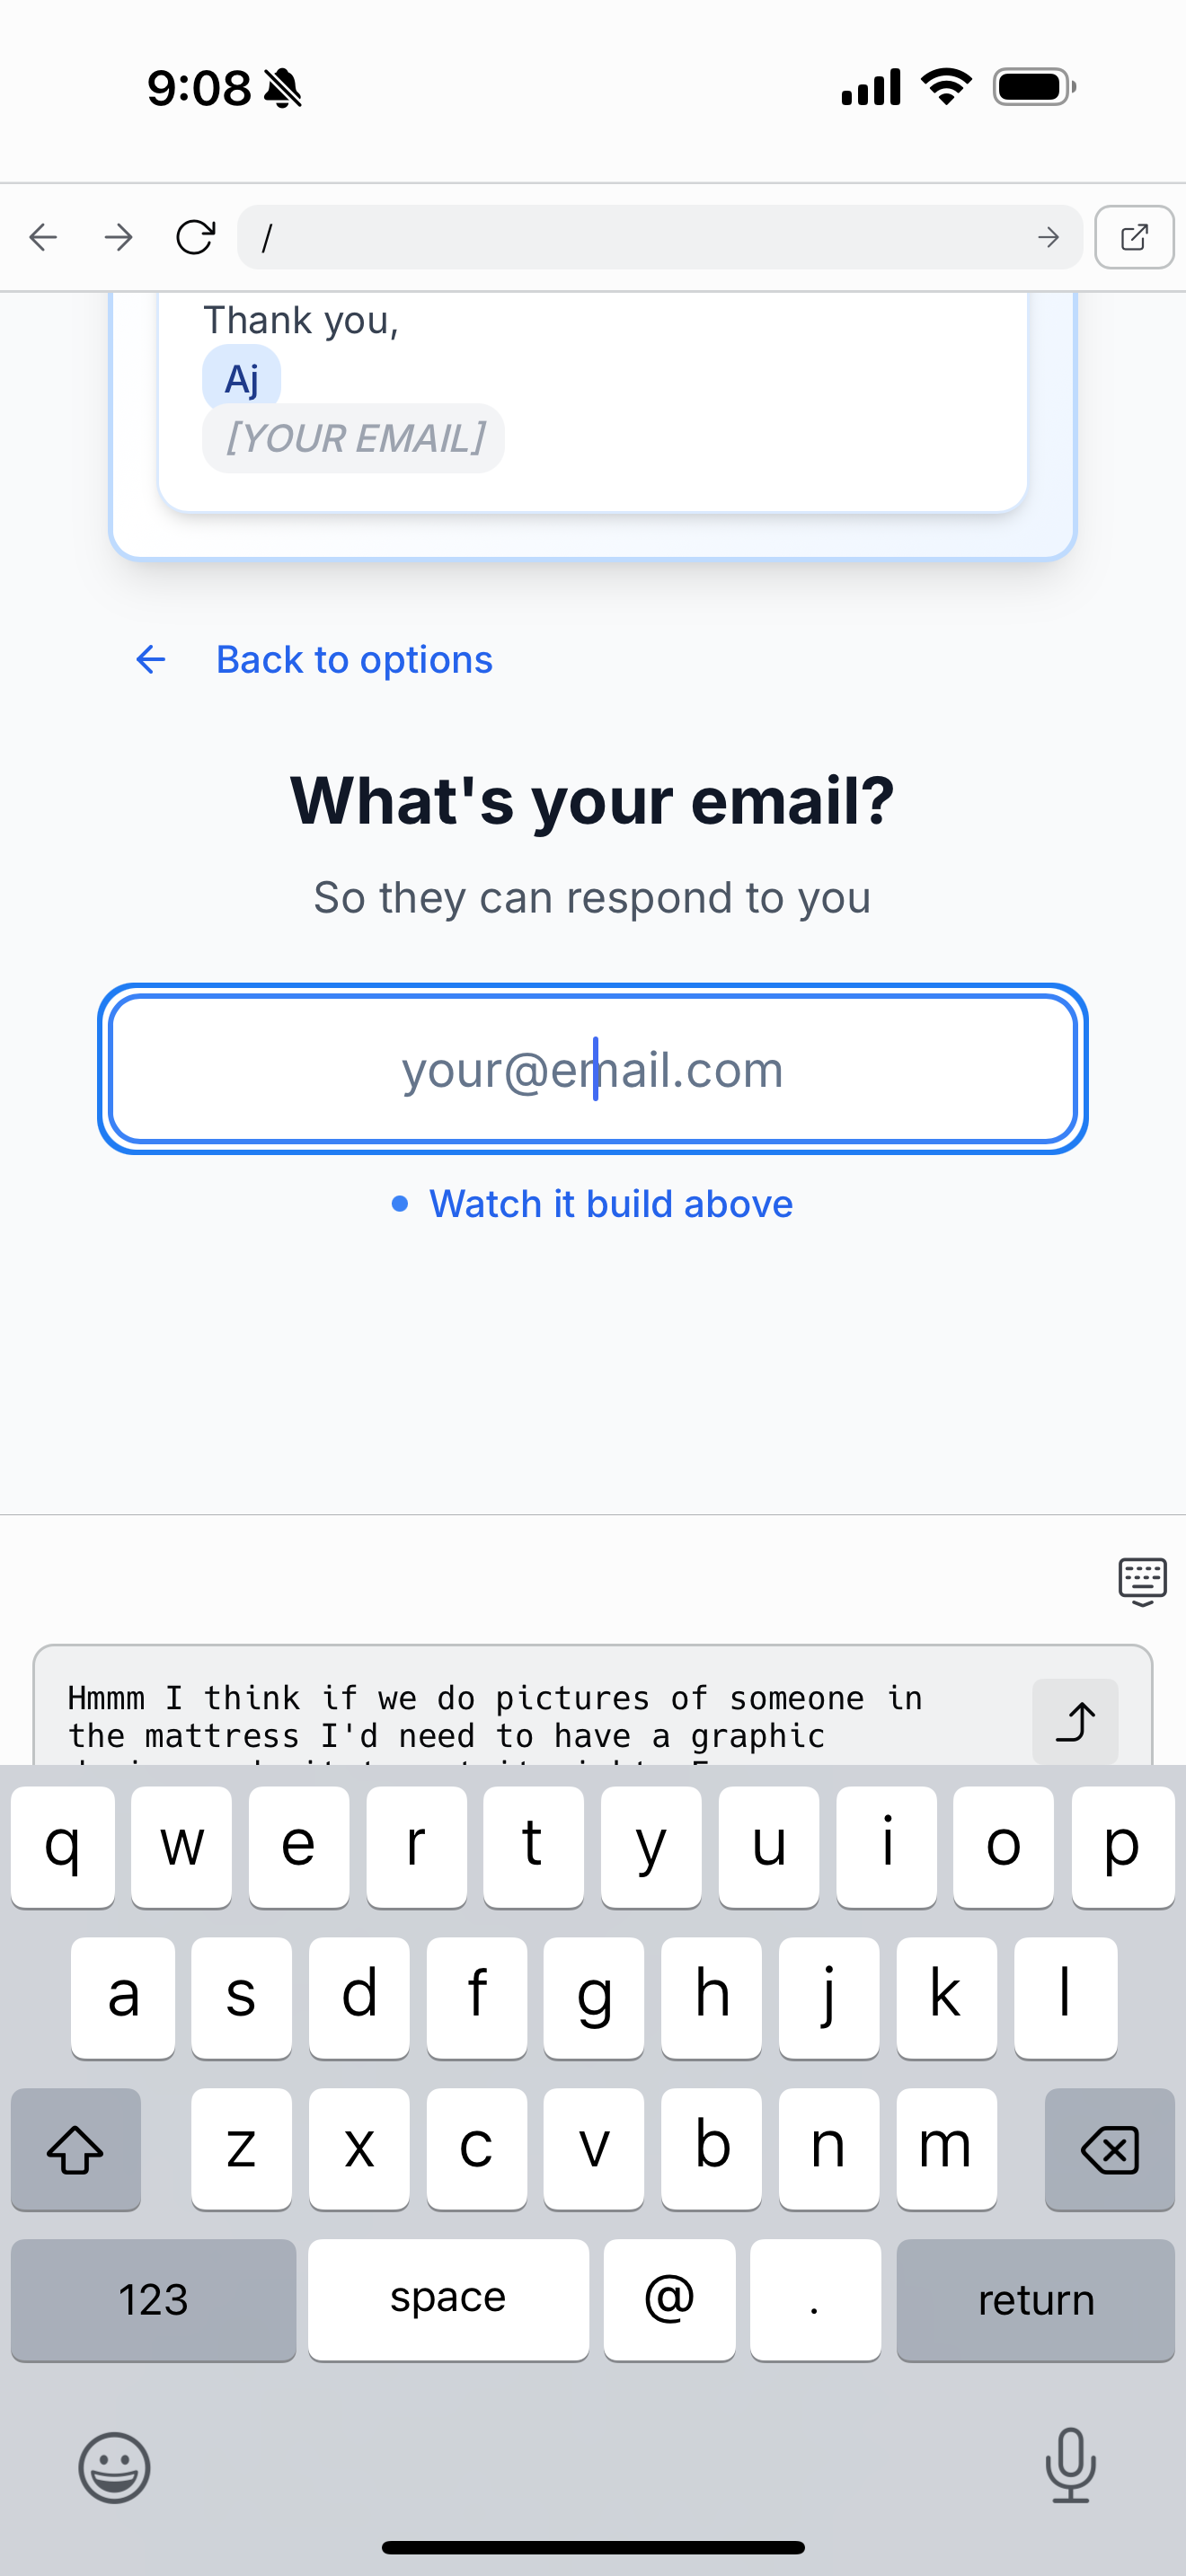 9:08
/
Thank you,
Aj
[YOUR EMAIL]
Back to options
What's your email?
So they can respond to you
your@email.com
Watch it build above
Hmmm I think if we do pictures of someone in
the mattress I'd need to have a graphic
q w e r t y u i o p
a s d f g h j k l
z x c v b n m
123 space @ . return